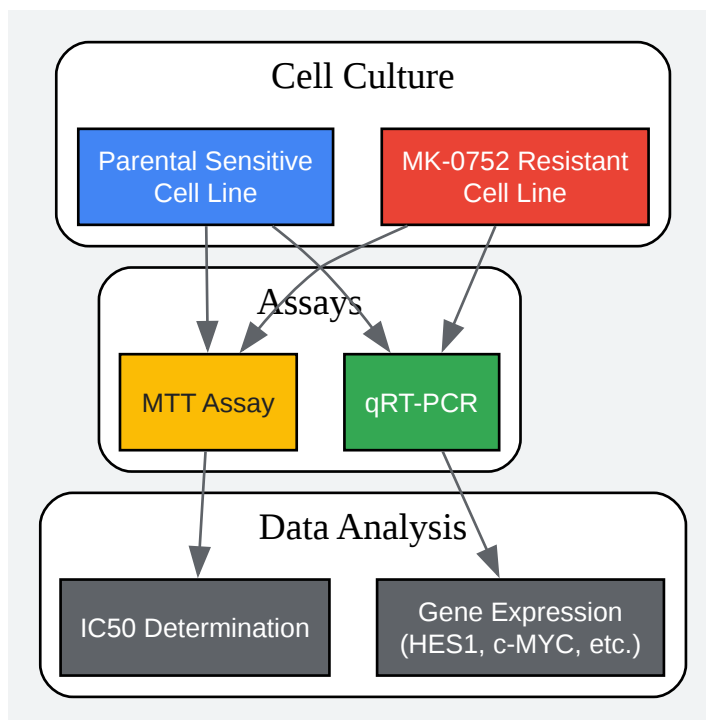 Cell Culture
Parental Sensitive
Cell Line
MK-0752 Resistant
Cell Line
Assays
MTT Assay
qRT-PCR
Data Analysis
IC50 Determination
Gene Expression
(HES1, c-MYC, etc.)